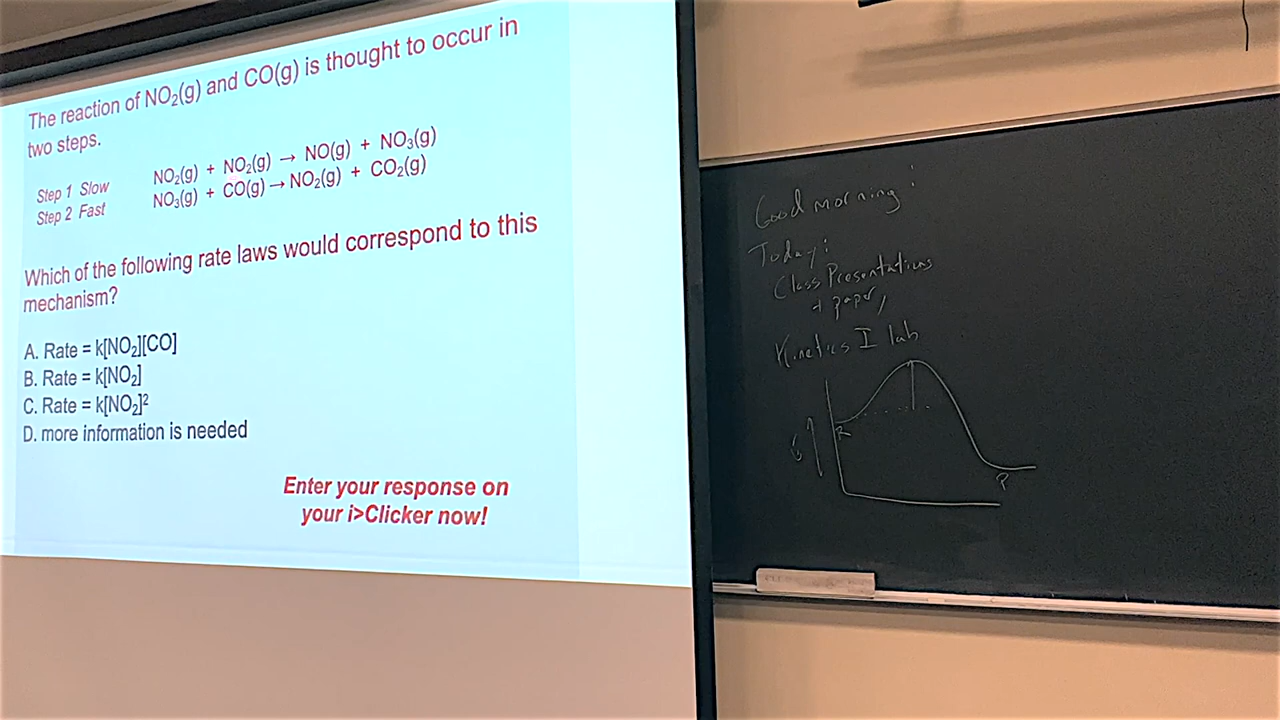 The reaction of NO₂(g) and CO(g) is thought to occur in
two steps.
Step 1 Slow NO₂(g) + NO₂(g) → NO(g) + NO₃(g)
Step 2 Fast NO₃(g) + CO(g) → NO₂(g) + CO₂(g)
Which of the following rate laws would correspond to this
mechanism?
A. Rate = k[NO₂][CO]
B. Rate = k[NO₂]
C. Rate = k[NO₂]²
D. more information is needed
Enter your response on
your i>Clicker now!
Good morning!
Today:
Class Presentations
+ paper,
Kinetics I lab
R
P